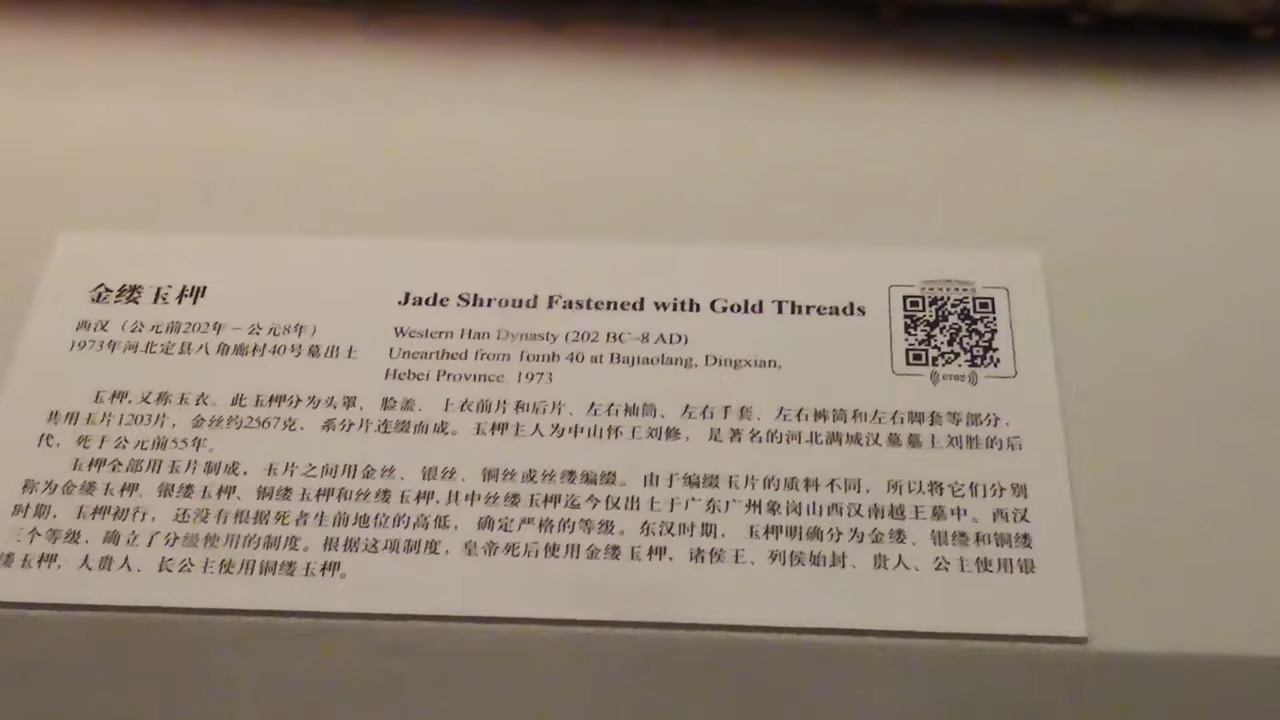 金缕玉柙
西汉（公元前202年－公元8年）
1973年河北定县八角廊村40号墓出土
Jade Shroud Fastened with Gold Threads
Western Han Dynasty (202 BC–8 AD)
Unearthed from Tomb 40 at Bajiaolang, Dingxian,
Hebei Province, 1973
玉柙，又称玉衣。此玉柙分为头罩、脸盖、上衣前片和后片、左右袖筒、左右手套、左右裤筒和左右脚套等部分，
共用玉片1203片，金丝约2567克，系分片连缀而成。玉柙主人为中山怀王刘修，是著名的河北满城汉墓墓主刘胜的后
代，死于公元前55年。
玉柙全部用玉片制成，玉片之间用金丝、银丝、铜丝或丝缕编缀。由于编缀玉片的质料不同，所以将它们分别
称为金缕玉柙、银缕玉柙、铜缕玉柙和丝缕玉柙，其中丝缕玉柙迄今仅出土于广东广州象岗山西汉南越王墓中。西汉
时期，玉柙初行，还没有根据死者生前地位的高低，确定严格的等级。东汉时期，玉柙明确分为金缕、银缕和铜缕
三个等级，确立了分级使用的制度。根据这项制度，皇帝死后使用金缕玉柙，诸侯王、列侯始封、贵人、公主使用银
缕玉柙，大贵人、长公主使用铜缕玉柙。